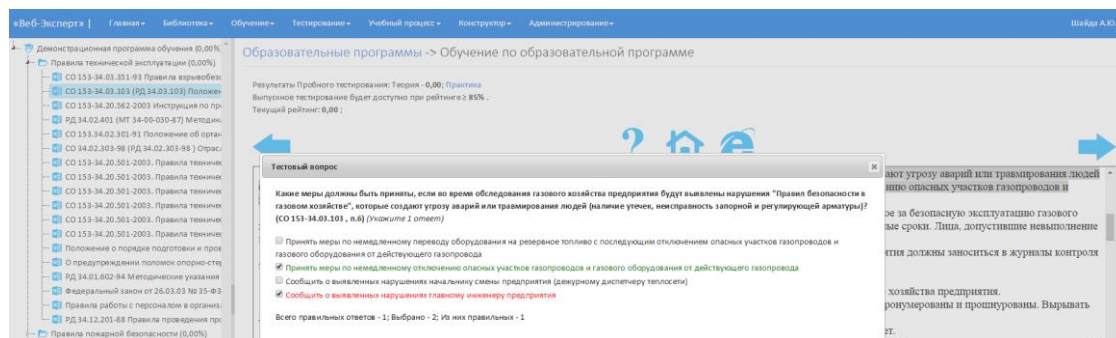 «Веб-Эксперт» | Главная Библиотека Обучение Тестирование Учебный процесс Конструктор Администрирование Шайда А.Ю.
Демонстрационная программа обучения (0,00%
Правила технической эксплуатации (0,00%)
СО 153-34.03.351-93 Правила взрывобезо
СО 153-34.03.103 (РД 34.03.103) Положен
СО 153-34.20.562-2003 Инструкция по пр
РД 34.02.401 (МТ 34-00-030-87) Методик
СО 153.34.02.301-91 Положение об орган
СО 34.02.303-98 (РД 34.02.303-98 ) Отрас
СО 153-34.20.501-2003. Правила техничес
СО 153-34.20.501-2003. Правила техничес
СО 153-34.20.501-2003. Правила техничес
СО 153-34.20.501-2003. Правила техничес
СО 153-34.20.501-2003. Правила техничес
СО 153-34.20.501-2003. Правила техничес
Положение о порядке подготовки и пров
О предупреждении поломок опорно-стер
РД 34.01.602-94 Методические указания
Федеральный закон от 26.03.03 № 35-ФЗ
Правила работы с персоналом в организ
РД 34.12.201-88 Правила проведения про
Правила пожарной безопасности (0,00%)
Образовательные программы -> Обучение по образовательной программе
Результаты Пробного тестирования: Теория - 0,00; Практика
Выпускное тестирование будет доступно при рейтинге ≥ 85% .
Текущий рейтинг: 0,00 ;
Тестовый вопрос
Какие меры должны быть приняты, если во время обследования газового хозяйства предприятия будут выявлены нарушения "Правил безопасности в
газовом хозяйстве", которые создают угрозу аварий или травмирования людей (наличие утечек, неисправность запорной и регулирующей арматуры)?
(СО 153-34.03.103 , п.6) (Укажите 1 ответ)
Принять меры по немедленному переводу оборудования на резервное топливо с последующим отключением опасных участков газопроводов и
газового оборудования от действующего газопровода
Принять меры по немедленному отключению опасных участков газопроводов и газового оборудования от действующего газопровода
Сообщить о выявленных нарушениях начальнику смены предприятия (дежурному диспетчеру теплосети)
Сообщить о выявленных нарушениях главному инженеру предприятия
Всего правильных ответов - 1; Выбрано - 2; Из них правильных - 1
ают угрозу аварий или травмирования людей
нию опасных участков газопроводов и
ое за безопасную эксплуатацию газового
ые сроки. Лица, допустившие невыполнение
ятия должны заноситься в журналы контроля
хозяйства предприятия.
ронумерованы и прошнурованы. Вырывать
ет.